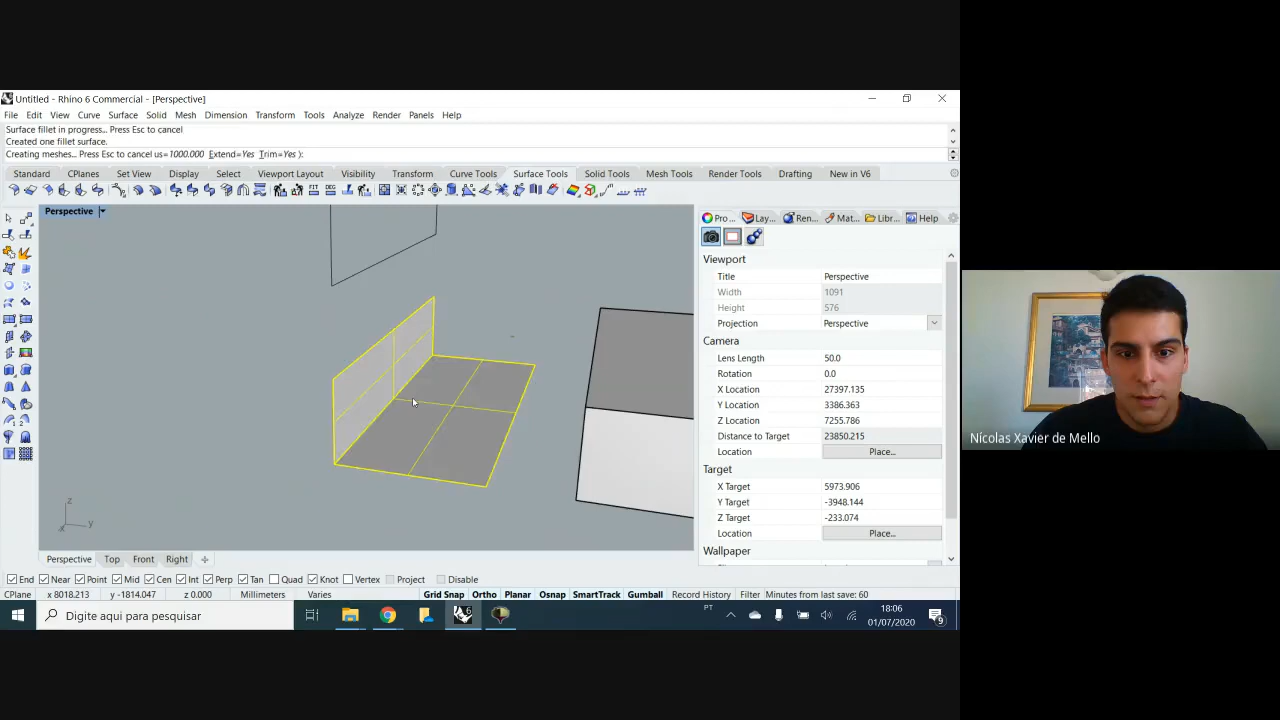 Untitled - Rhino 6 Commercial - [Perspective]
File Edit View Curve Surface Solid Mesh Dimension Transform Tools Analyze Render Panels Help
Surface fillet in progress... Press Esc to cancel
Created one fillet surface.
Creating meshes... Press Esc to cancel us=1000.000 Extend=Yes Trim=Yes ):
Standard CPlanes Set View Display Select Viewport Layout Visibility Transform Curve Tools Surface Tools Solid Tools Mesh Tools Render Tools Drafting New in V6
Perspective
Pro... Lay... Ren... Mat... Libr... Help
Viewport
Title Perspective
Width 1091
Height 576
Projection Perspective
Camera
Lens Length 50.0
Rotation 0.0
X Location 27397.135
Y Location 3386.363
Z Location 7255.786
Distance to Target 23850.215
Location Place...
Target
X Target 5973.906
Y Target -3948.144
Z Target -233.074
Location Place...
Wallpaper
z
y
x
Perspective Top Front Right
End Near Point Mid Cen Int Perp Tan Quad Knot Vertex Project Disable
CPlane x 8018.213 y -1814.047 z 0.000 Millimeters Varies Grid Snap Ortho Planar Osnap SmartTrack Gumball Record History Filter Minutes from last save: 60
Digite aqui para pesquisar
PT
18:06
01/07/2020
9
Nícolas Xavier de Mello